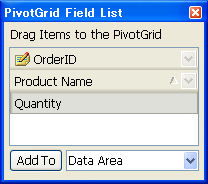 PivotGrid Field List
Drag Items to the PivotGrid
OrderID
Product Name
Quantity
Add To
Data Area